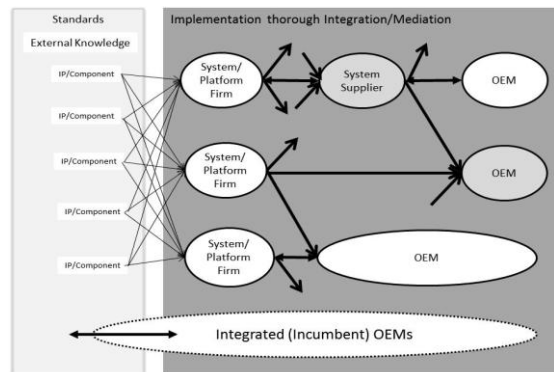 Standards
Implementation thorough Integration/Mediation
External Knowledge
IP/Component
IP/Component
IP/Component
IP/Component
IP/Component
System/
Platform
Firm
System
Supplier
OEM
System/
Platform
Firm
OEM
System/
Platform
Firm
OEM
Integrated (Incumbent) OEMs